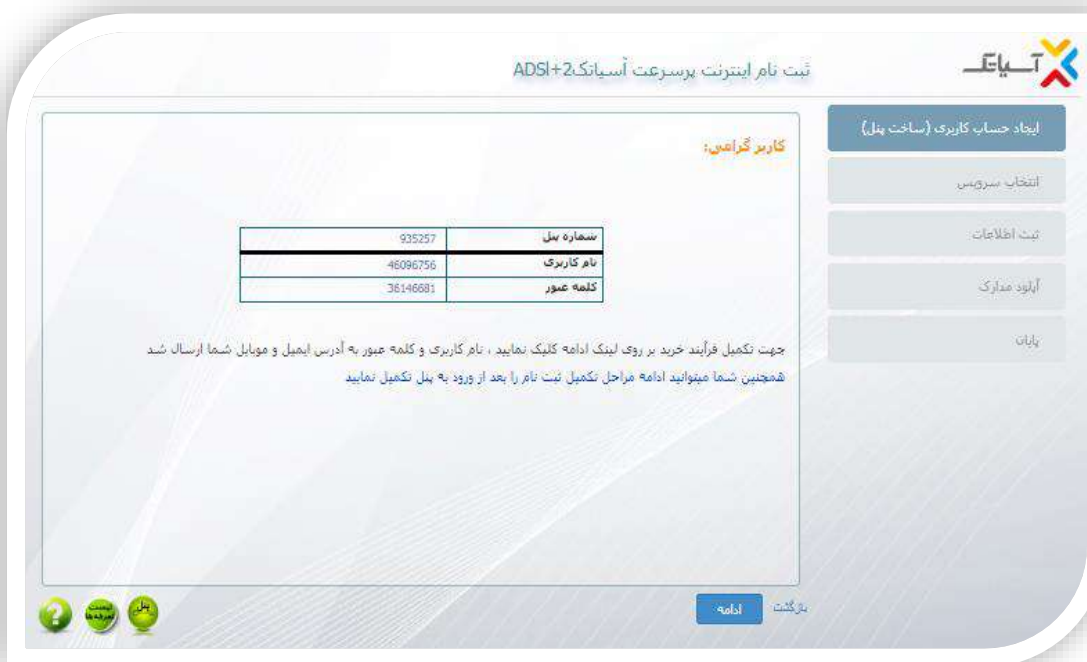 آسیاتک
ثبت نام اینترنت پرسرعت آسیاتک ADSl+2
ایجاد حساب کاربری (ساخت پنل)
انتخاب سرویس
ثبت اطلاعات
آپلود مدارک
پایان
کاربر گرامی:
شماره پنل 935257
نام کاربری 46096756
کلمه عبور 36146681
جهت تکمیل فرآیند خرید بر روی لینک ادامه کلیک نمایید ، نام کاربری و کلمه عبور به آدرس ایمیل و موبایل شما ارسال شد
همچنین شما میتوانید ادامه مراحل تکمیل ثبت نام را بعد از ورود به پنل تکمیل نمایید
بازگشت ادامه
پنل
لیست تعرفه ها
?